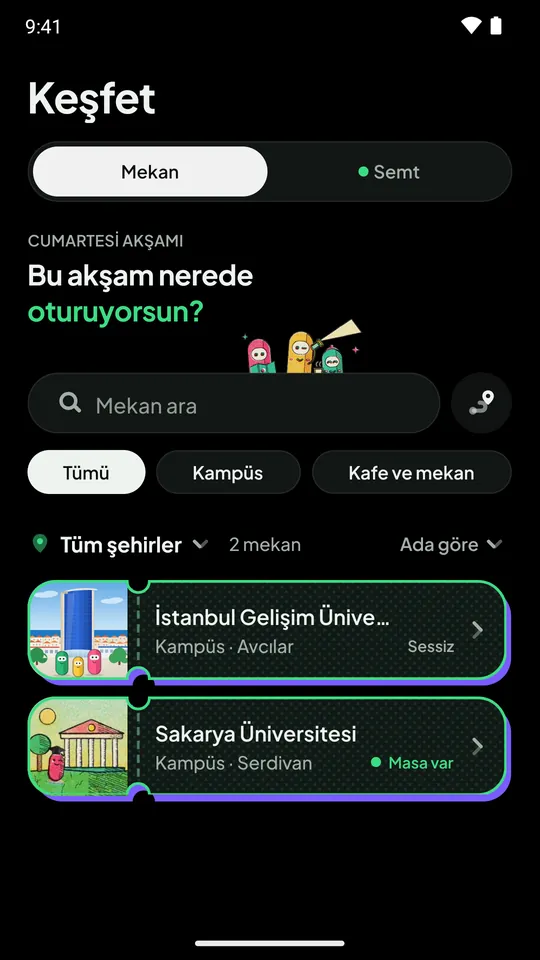 9:41
Keşfet
Mekan
Semt
CUMARTESİ AKŞAMI
Bu akşam nerede
oturuyorsun?
Mekan ara
Tümü
Kampüs
Kafe ve mekan
Tüm şehirler
2 mekan
Ada göre
İstanbul Gelişim Ünive...
Kampüs · Avcılar
Sessiz
Sakarya Üniversitesi
Kampüs · Serdivan
Masa var